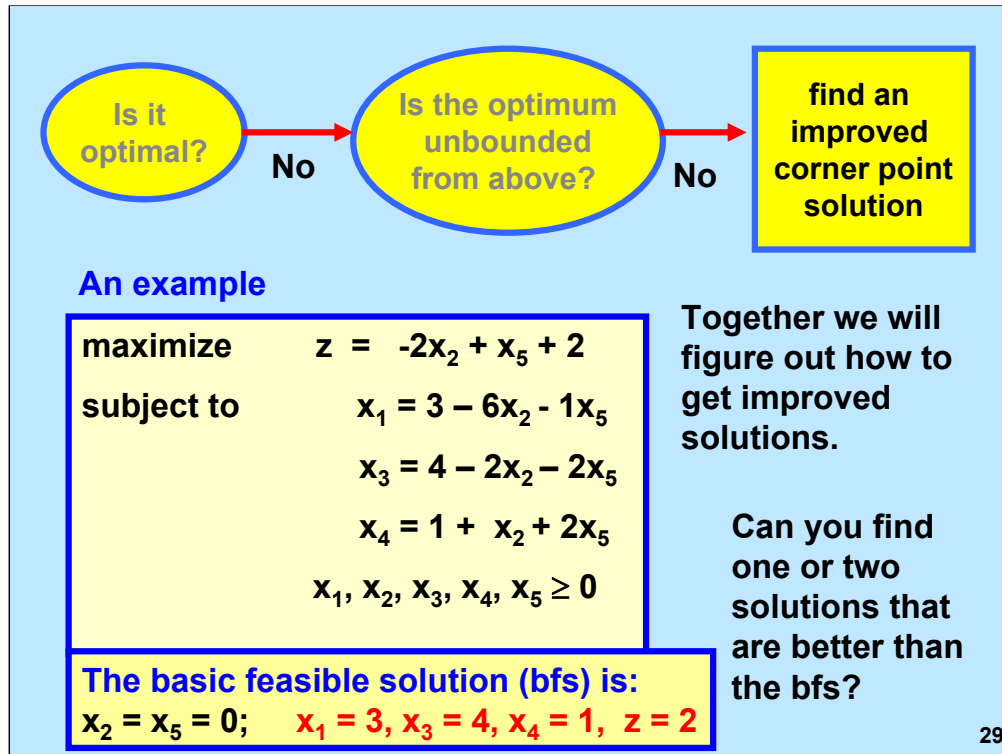 Is it
optimal?
No
Is the optimum
unbounded
from above?
No
find an
improved
corner point
solution
An example
maximize z = -2x₂ + x₅ + 2
subject to x₁ = 3 – 6x₂ - 1x₅
x₃ = 4 – 2x₂ – 2x₅
x₄ = 1 + x₂ + 2x₅
x₁, x₂, x₃, x₄, x₅ ≥ 0
The basic feasible solution (bfs) is:
x₂ = x₅ = 0; x₁ = 3, x₃ = 4, x₄ = 1, z = 2
Together we will
figure out how to
get improved
solutions.
Can you find
one or two
solutions that
are better than
the bfs?
29